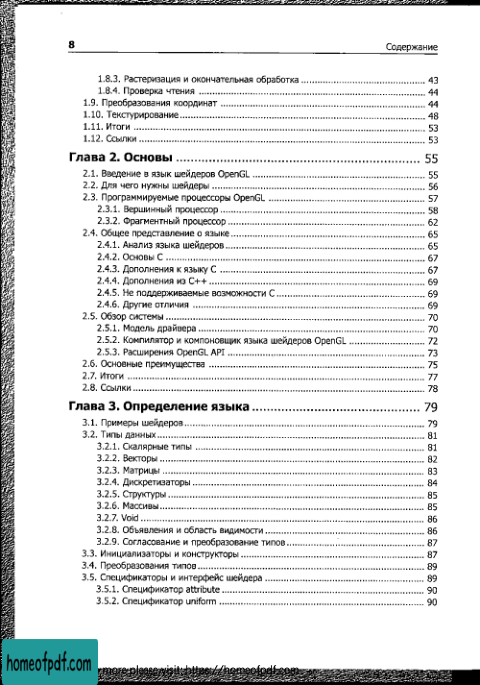 8
Содержание
1.8.3. Растеризация и окончательная обработка 43
1.8.4. Проверка чтения 44
1.9. Преобразования координат 44
1.10. Текстурирование 48
1.11. Итоги 53
1.12. Ссылки 53
Глава 2. Основы 55
2.1. Введение в язык шейдеров OpenGL 55
2.2. Для чего нужны шейдеры 56
2.3. Программируемые процессоры OpenGL 57
2.3.1. Вершинный процессор 58
2.3.2. Фрагментный процессор 62
2.4. Общее представление о языке 65
2.4.1. Анализ языка шейдеров 65
2.4.2. Основы C 67
2.4.3. Дополнения к языку C 67
2.4.4. Дополнения из C++ 69
2.4.5. Не поддерживаемые возможности C 69
2.4.6. Другие отличия 69
2.5. Обзор системы 70
2.5.1. Модель драйвера 70
2.5.2. Компилятор и компоновщик языка шейдеров OpenGL 72
2.5.3. Расширения OpenGL API 73
2.6. Основные преимущества 75
2.7. Итоги 77
2.8. Ссылки 78
Глава 3. Определение языка 79
3.1. Примеры шейдеров 79
3.2. Типы данных 81
3.2.1. Скалярные типы 81
3.2.2. Векторы 82
3.2.3. Матрицы 83
3.2.4. Дискретизаторы 84
3.2.5. Структуры 85
3.2.6. Массивы 85
3.2.7. Void 86
3.2.8. Объявления и область видимости 86
3.2.9. Согласование и преобразование типов 87
3.3. Инициализаторы и конструкторы 87
3.4. Преобразования типов 89
3.5. Спецификаторы и интерфейс шейдера 89
3.5.1. Спецификатор attribute 90
3.5.2. Спецификатор uniform 90
homeofpdf.com
more please visit: https://homeofpdf.com